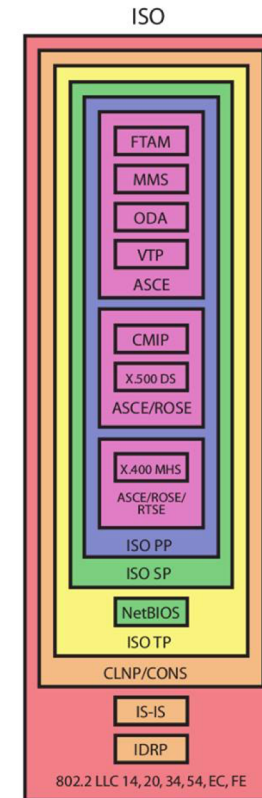 ISO
FTAM
MMS
ODA
VTP
ASCE
CMIP
X.500 DS
ASCE/ROSE
X.400 MHS
ASCE/ROSE/
RTSE
ISO PP
ISO SP
NetBIOS
ISO TP
CLNP/CONS
IS-IS
IDRP
802.2 LLC 14, 20, 34, 54, EC, FE